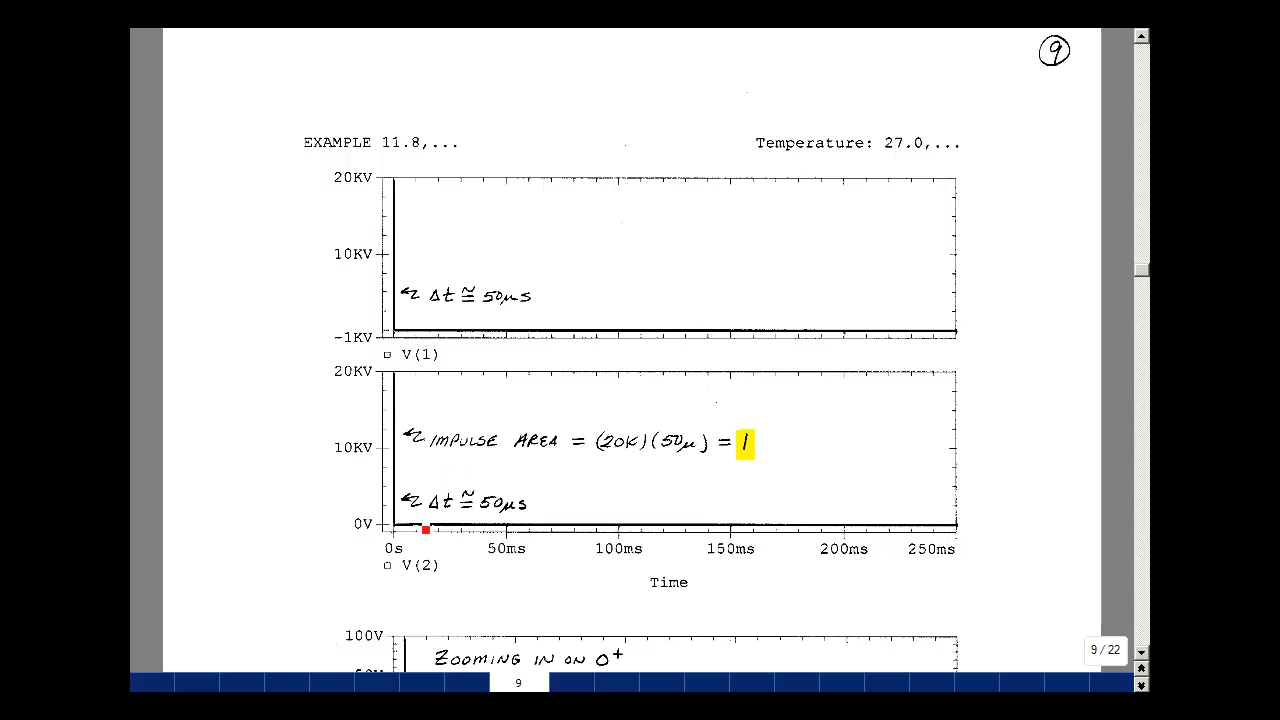 9
EXAMPLE 11.8,... Temperature: 27.0,...
20KV
10KV
Δt ≅ 50μs
-1KV
V(1)
20KV
IMPULSE AREA = (20K)(50μ) = 1
10KV
Δt ≅ 50μs
0V
0s 50ms 100ms 150ms 200ms 250ms
V(2)
Time
100V
ZOOMING IN ON 0+
9 / 22
9